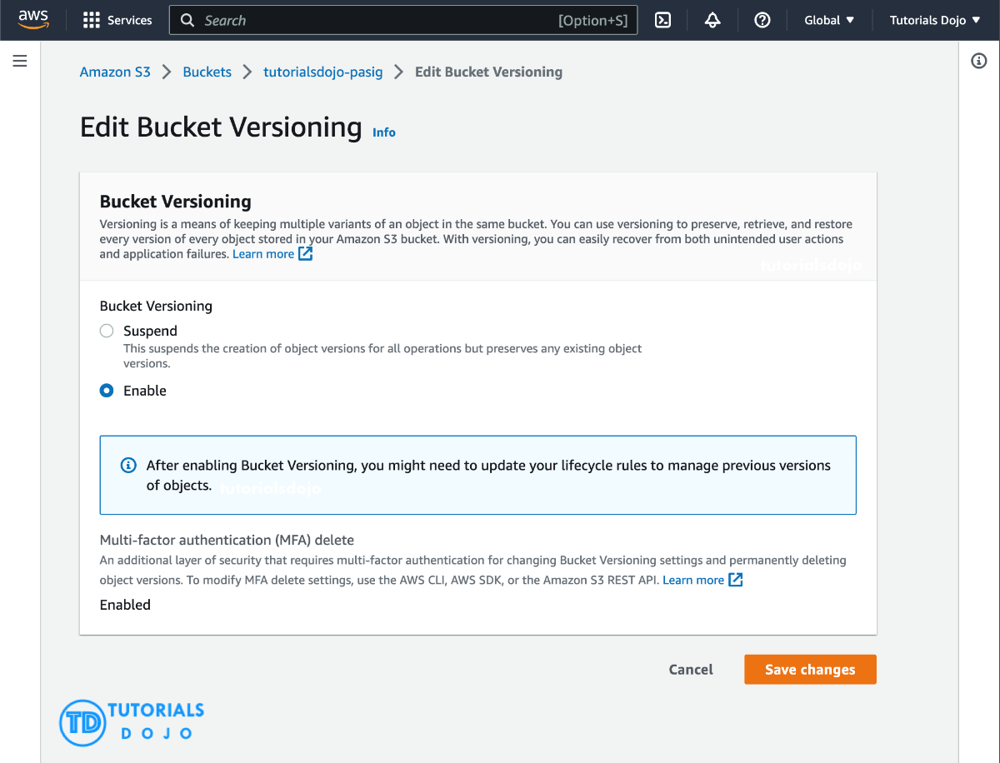 aws Services Search [Option+S] Global Tutorials Dojo
Amazon S3 Buckets tutorialsdojo-pasig Edit Bucket Versioning
Edit Bucket Versioning Info
Bucket Versioning
Versioning is a means of keeping multiple variants of an object in the same bucket. You can use versioning to preserve, retrieve, and restore
every version of every object stored in your Amazon S3 bucket. With versioning, you can easily recover from both unintended user actions
and application failures. Learn more
tutorialsdojo
Bucket Versioning
Suspend
This suspends the creation of object versions for all operations but preserves any existing object
versions.
Enable
After enabling Bucket Versioning, you might need to update your lifecycle rules to manage previous versions
of objects. tutorialsdojo
Multi-factor authentication (MFA) delete
An additional layer of security that requires multi-factor authentication for changing Bucket Versioning settings and permanently deleting
object versions. To modify MFA delete settings, use the AWS CLI, AWS SDK, or the Amazon S3 REST API. Learn more
Enabled
Cancel Save changes
TD TUTORIALS
DOJO